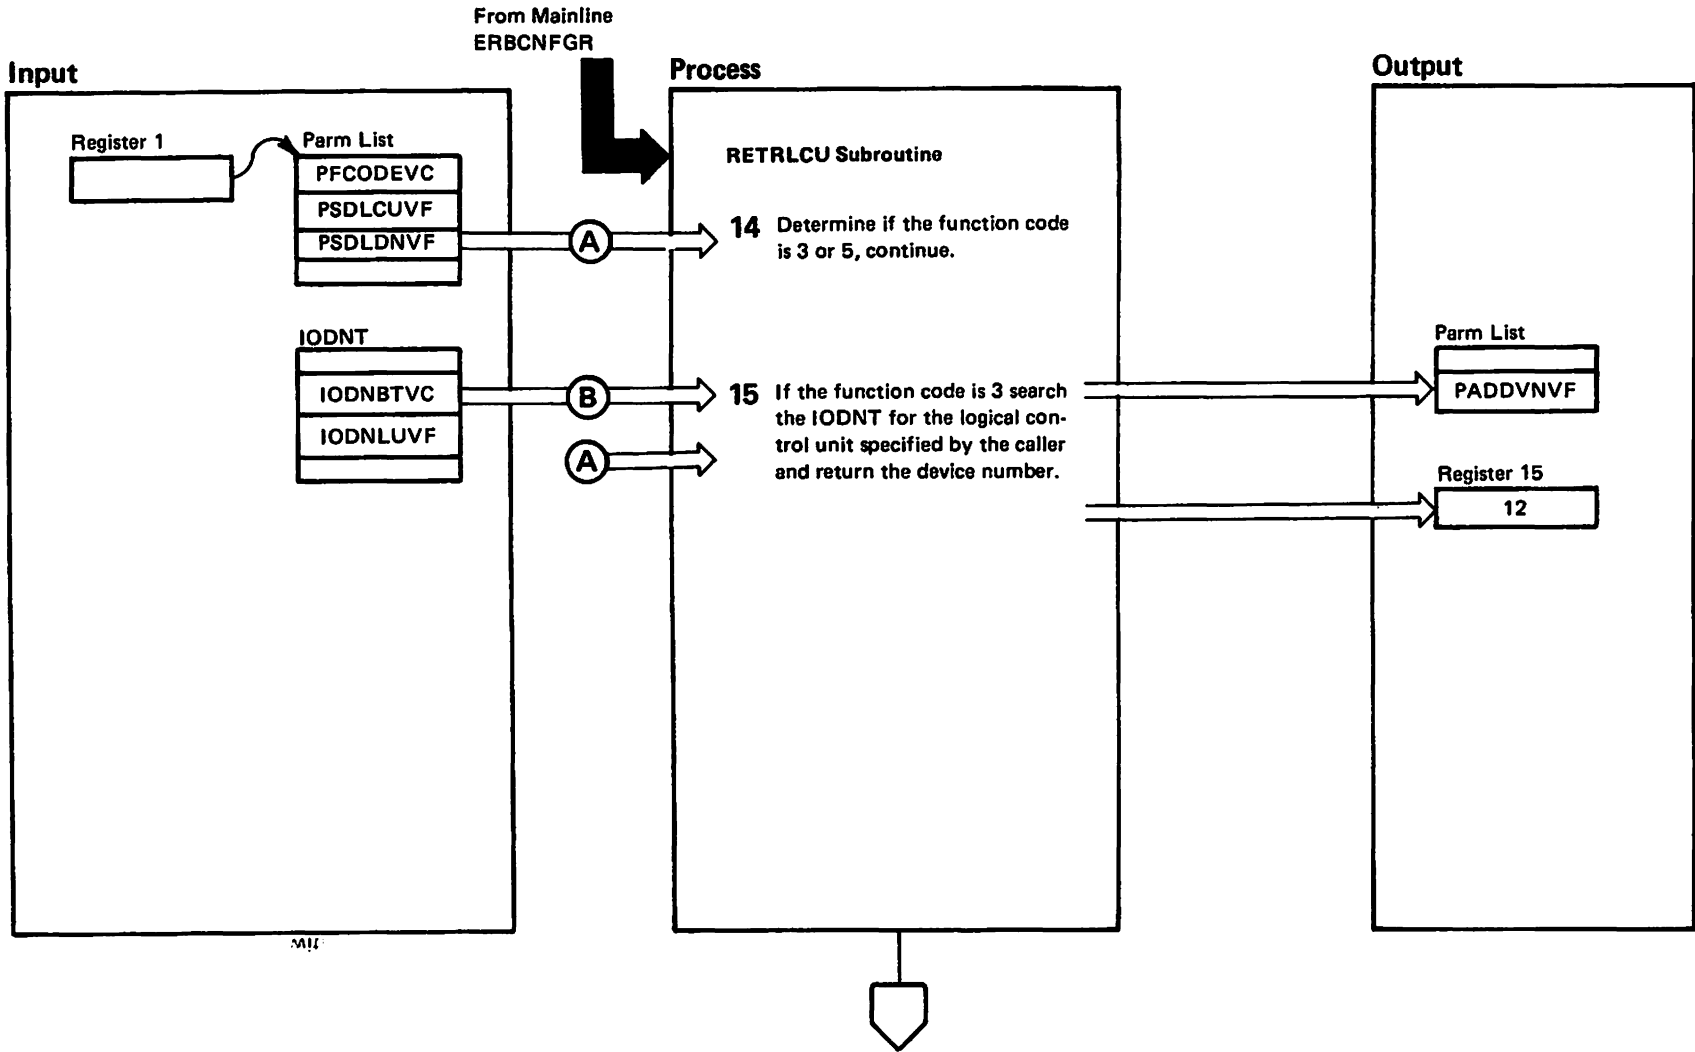 From Mainline
ERBCNFGR
Input
Process
Output
Register 1
Parm List
PFCODEVC
PSDLCUVF
PSDLDNVF
A
RETRLCU Subroutine
14 Determine if the function code
is 3 or 5, continue.
IODNT
IODNBTVC
IODNLUVF
B
A
15 If the function code is 3 search
the IODNT for the logical con-
trol unit specified by the caller
and return the device number.
Parm List
PADDVNVF
Register 15
12